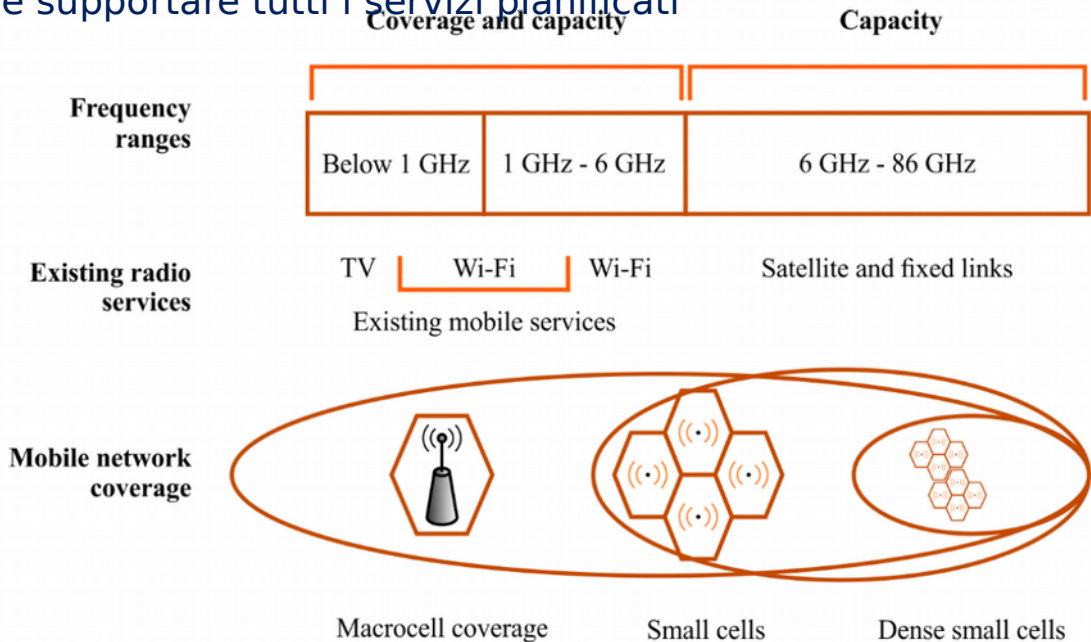 e supportare tutti i servizi pianificati
Coverage and capacity
Capacity
Frequency
ranges
Below 1 GHz
1 GHz - 6 GHz
6 GHz - 86 GHz
Existing radio
services
TV
Wi-Fi
Wi-Fi
Satellite and fixed links
Existing mobile services
Mobile network
coverage
Macrocell coverage
Small cells
Dense small cells